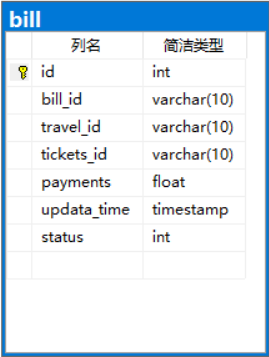 bill
列名 简洁类型
id int
bill_id varchar(10)
travel_id varchar(10)
tickets_id varchar(10)
payments float
updata_time timestamp
status int